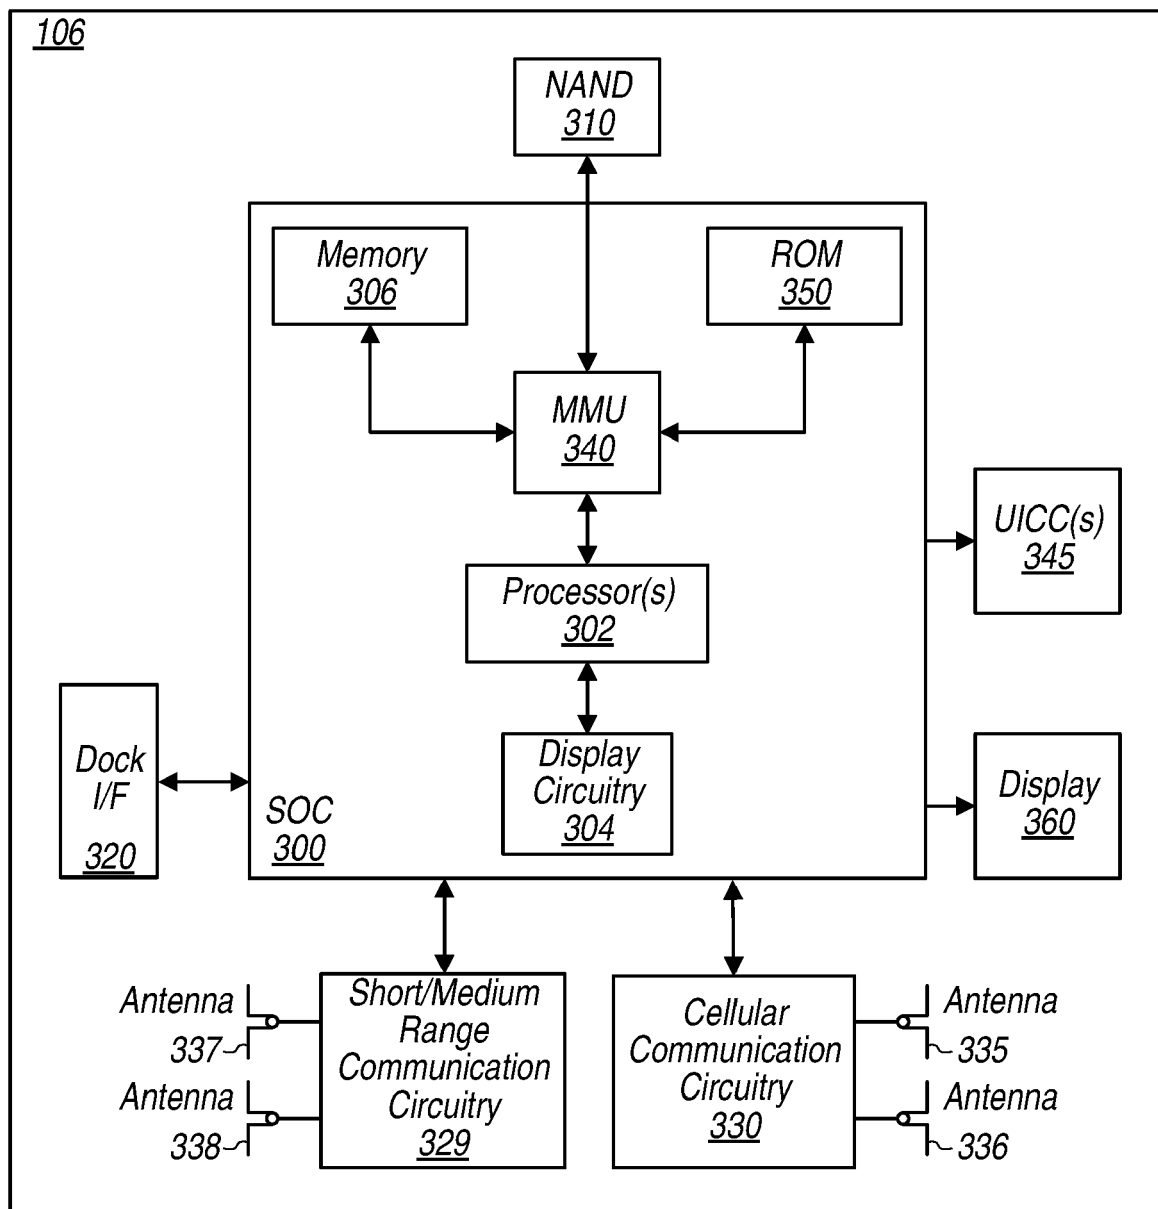 106
NAND
310
Memory
306
ROM
350
MMU
340
UICC(s)
345
Processor(s)
302
Dock
I/F
320
Display
Circuitry
304
SOC
300
Display
360
Antenna
337
Antenna
338
Short/Medium
Range
Communication
Circuitry
329
Cellular
Communication
Circuitry
330
Antenna
335
Antenna
336